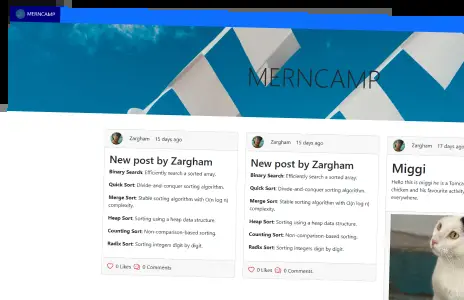 MERNCAMP
MERNCAMP
Zargham 15 days ago
New post by Zargham
Binary Search: Efficiently search a sorted array.
Quick Sort: Divide-and-conquer sorting algorithm.
Merge Sort: Stable sorting algorithm with O(n log n)
complexity.
Heap Sort: Sorting using a heap data structure.
Counting Sort: Non-comparison-based sorting.
Radix Sort: Sorting integers digit by digit.
0 Likes 0 Comments
Zargham 15 days ago
New post by Zargham
Binary Search: Efficiently search a sorted array.
Quick Sort: Divide-and-conquer sorting algorithm.
Merge Sort: Stable sorting algorithm with O(n log n)
complexity.
Heap Sort: Sorting using a heap data structure.
Counting Sort: Non-comparison-based sorting.
Radix Sort: Sorting integers digit by digit.
0 Likes 0 Comments
Zargham 17 days ago
Miggi
Hello this is miggi he is a Tomca
chicken and his favourite activity
everywhere.